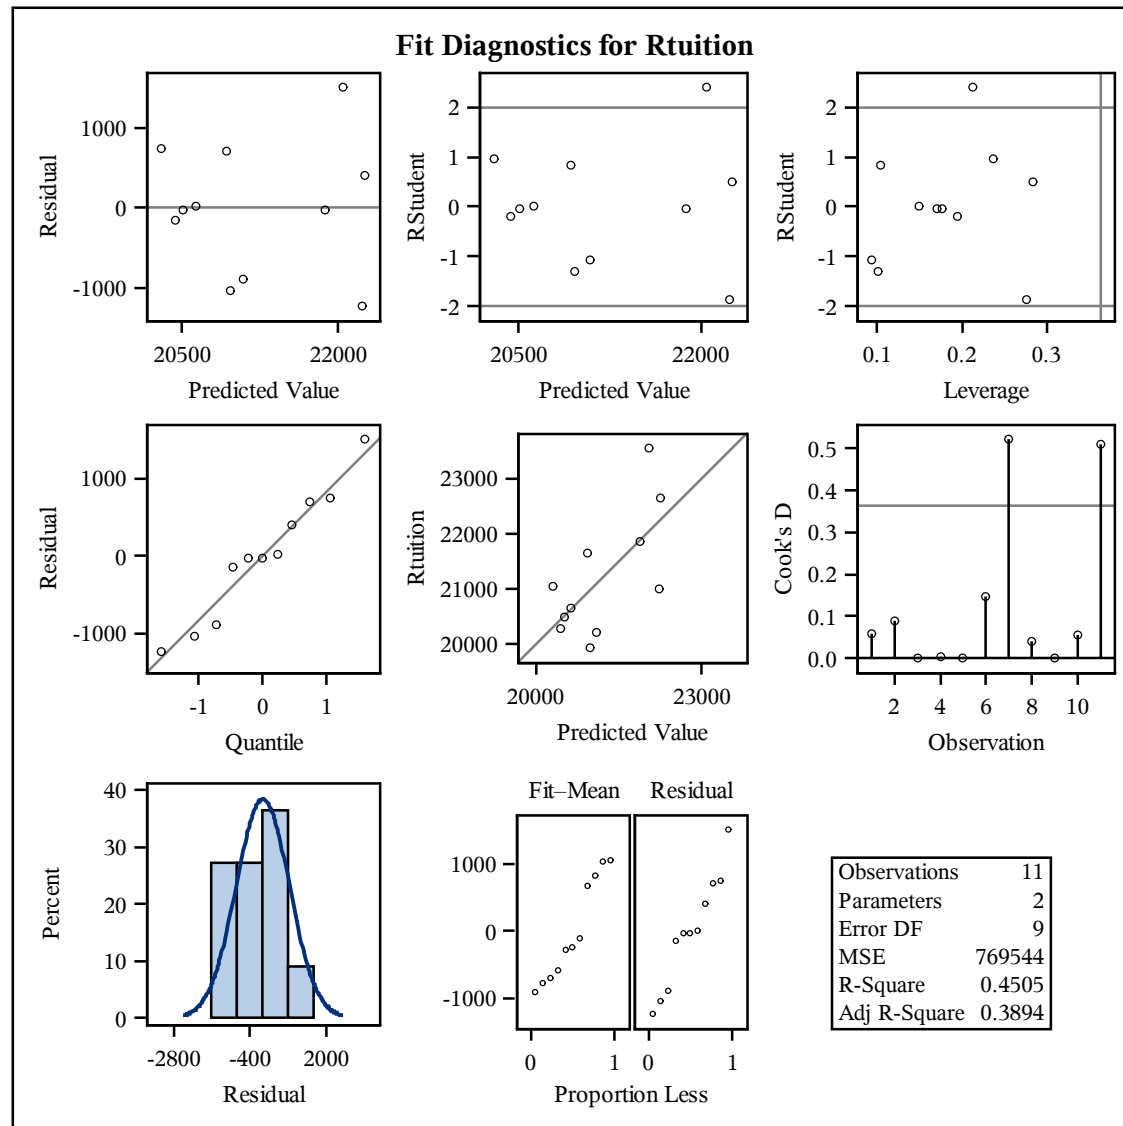 Fit Diagnostics for Rtuition
1000
0
-1000
Residual
20500 22000
Predicted Value
2
1
0
-1
-2
RStudent
20500 22000
Predicted Value
2
1
0
-1
-2
RStudent
0.1 0.2 0.3
Leverage
1000
0
-1000
Residual
-1 0 1
Quantile
23000
22000
21000
20000
Rtuition
20000 23000
Predicted Value
0.5
0.4
0.3
0.2
0.1
0.0
Cook's D
2 4 6 8 10
Observation
40
30
20
10
0
Percent
-2800 -400 2000
Residual
Fit–Mean Residual
1000
0
-1000
0 1 0 1
Proportion Less
Observations 11
Parameters 2
Error DF 9
MSE 769544
R-Square 0.4505
Adj R-Square 0.3894